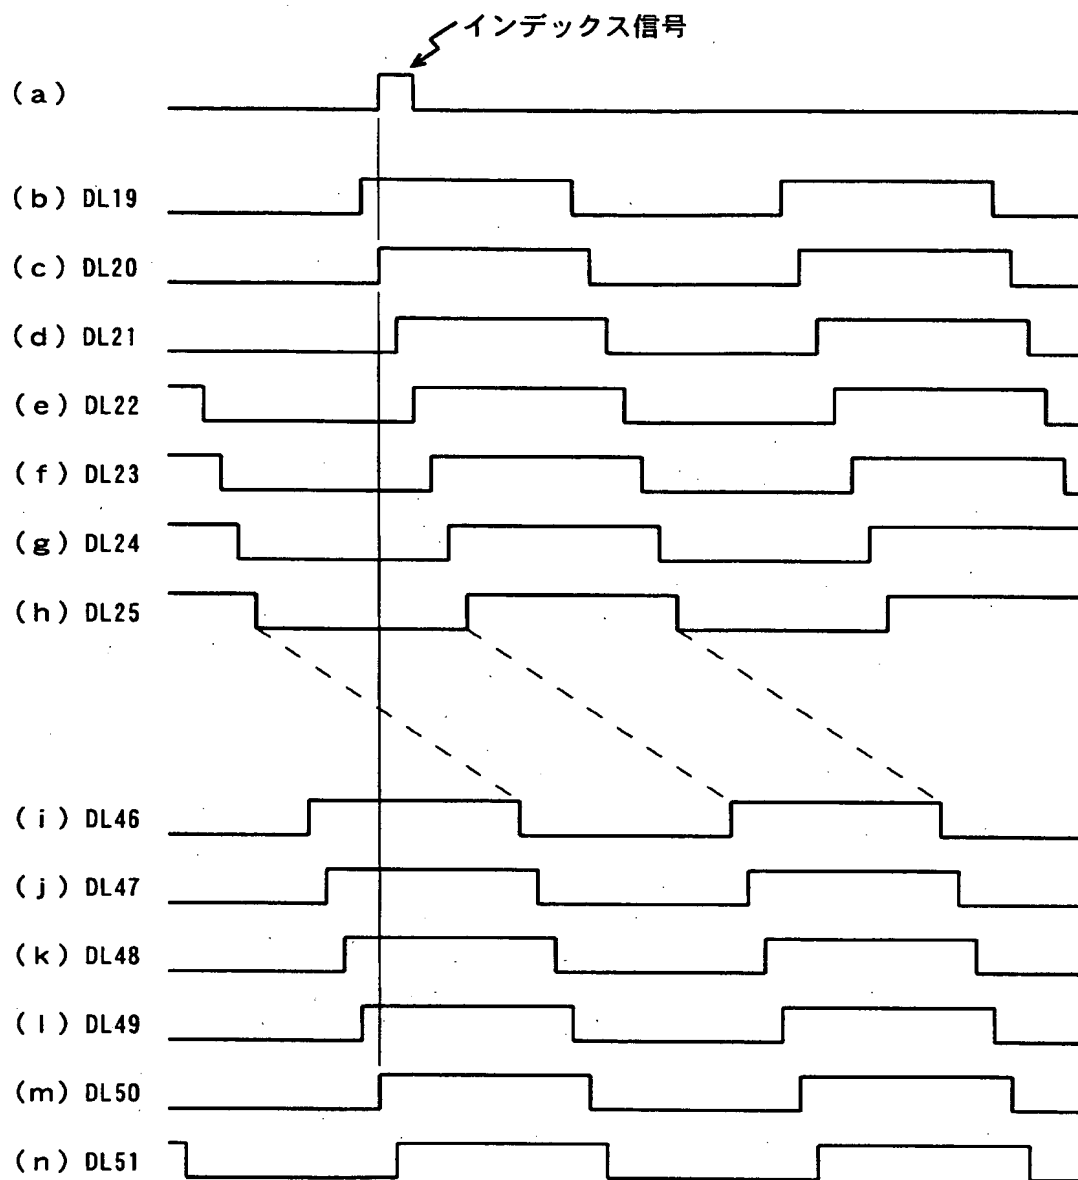 インデックス信号
(a)
(b) DL19
(c) DL20
(d) DL21
(e) DL22
(f) DL23
(g) DL24
(h) DL25
(i) DL46
(j) DL47
(k) DL48
(l) DL49
(m) DL50
(n) DL51